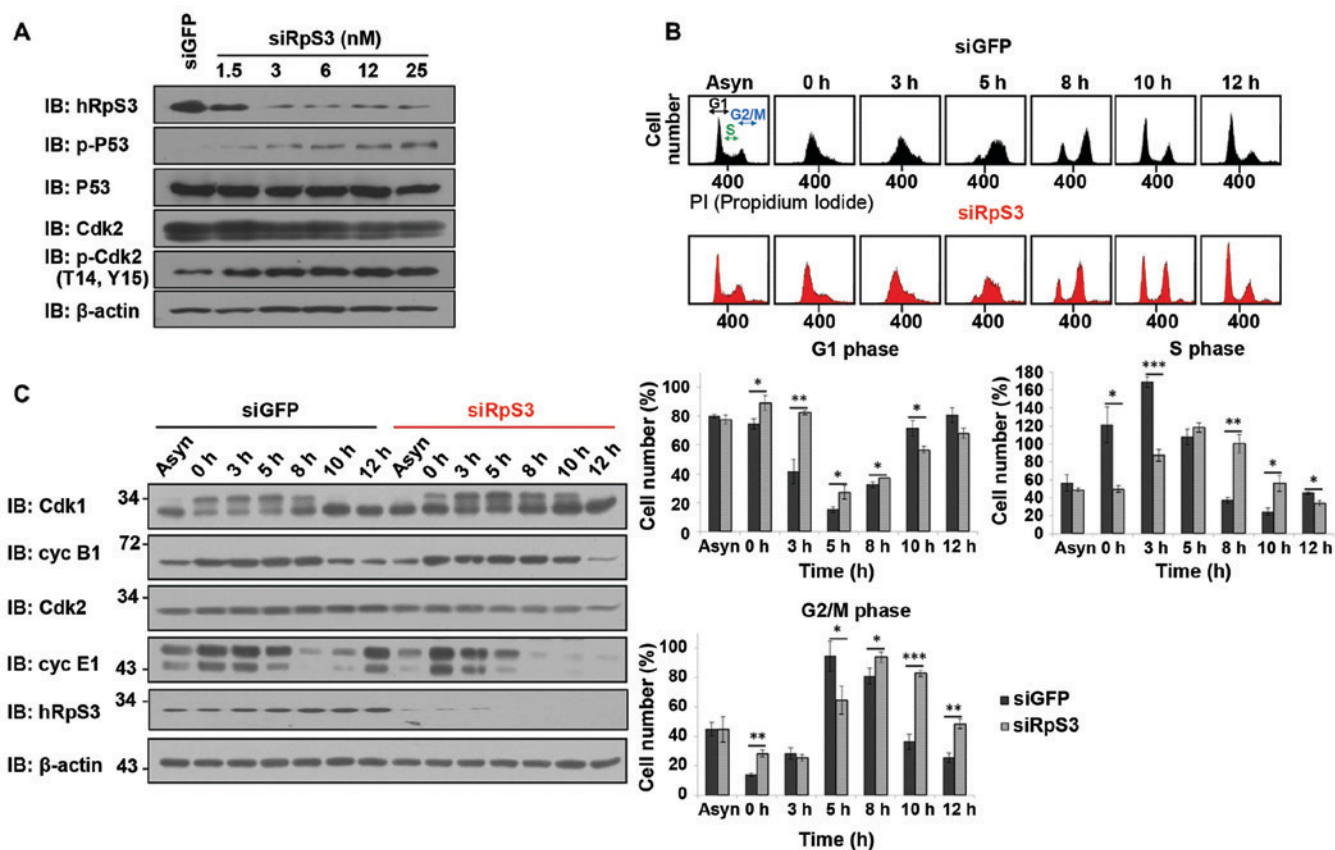 A
siGFP
siRpS3 (nM)
1.5 3 6 12 25
IB: hRpS3
IB: p-P53
IB: P53
IB: Cdk2
IB: p-Cdk2
(T14, Y15)
IB: β-actin
B
siGFP
Asyn 0 h 3 h 5 h 8 h 10 h 12 h
Cell number
G1
G2/M
S
400 400 400 400 400 400 400
PI (Propidium Iodide)
siRpS3
400 400 400 400 400 400 400
G1 phase
Cell number (%)
100
80
60
40
20
0
* ** * * *
Asyn 0 h 3 h 5 h 8 h 10 h 12 h
Time (h)
S phase
Cell number (%)
180
160
140
120
100
80
60
40
20
0
* *** ** * *
Asyn 0 h 3 h 5 h 8 h 10 h 12 h
Time (h)
G2/M phase
Cell number (%)
100
80
60
40
20
0
** * * *** **
Asyn 0 h 3 h 5 h 8 h 10 h 12 h
Time (h)
siGFP
siRpS3
C
siGFP siRpS3
Asyn 0 h 3 h 5 h 8 h 10 h 12 h Asyn 0 h 3 h 5 h 8 h 10 h 12 h
IB: Cdk1 34
IB: cyc B1 72
IB: Cdk2 34
IB: cyc E1 43
IB: hRpS3 34
IB: β-actin 43